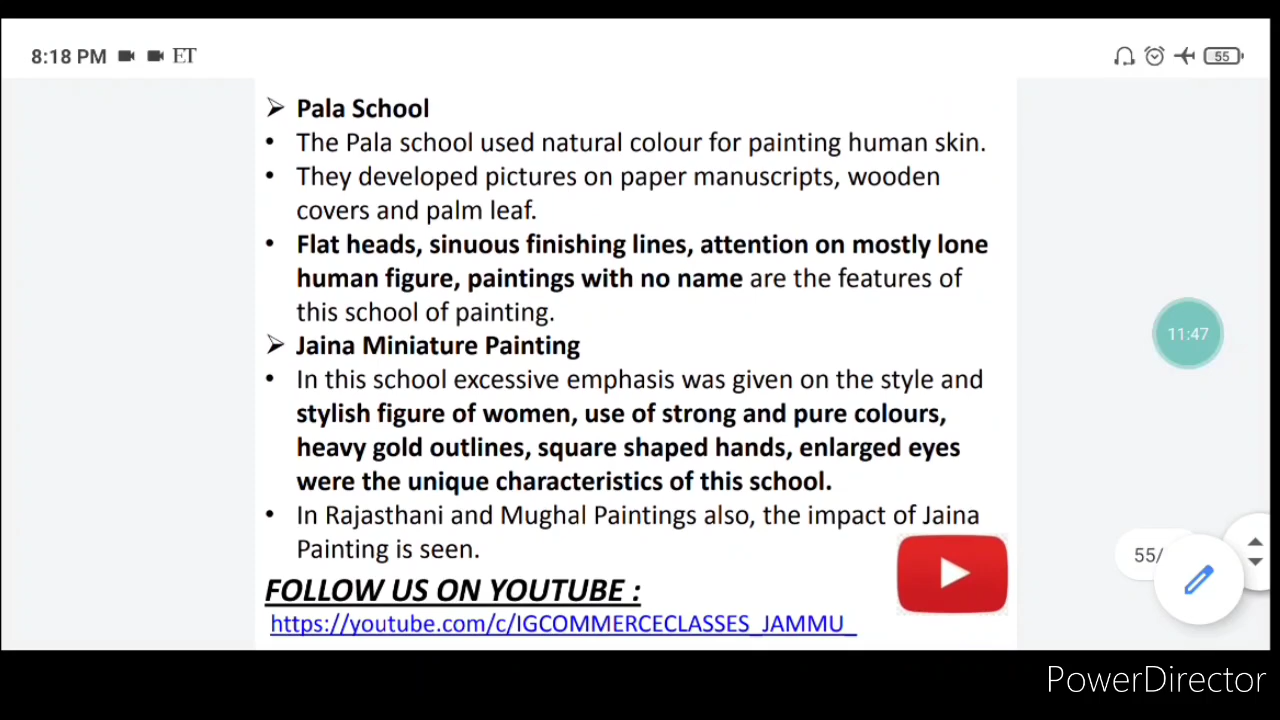 8:18 PM ET 55
➢ Pala School
• The Pala school used natural colour for painting human skin.
• They developed pictures on paper manuscripts, wooden
covers and palm leaf.
• Flat heads, sinuous finishing lines, attention on mostly lone
human figure, paintings with no name are the features of
this school of painting.
11:47
➢ Jaina Miniature Painting
• In this school excessive emphasis was given on the style and
stylish figure of women, use of strong and pure colours,
heavy gold outlines, square shaped hands, enlarged eyes
were the unique characteristics of this school.
• In Rajasthani and Mughal Paintings also, the impact of Jaina
Painting is seen.
55/
FOLLOW US ON YOUTUBE :
https://youtube.com/c/IGCOMMERCECLASSES_JAMMU_
PowerDirector